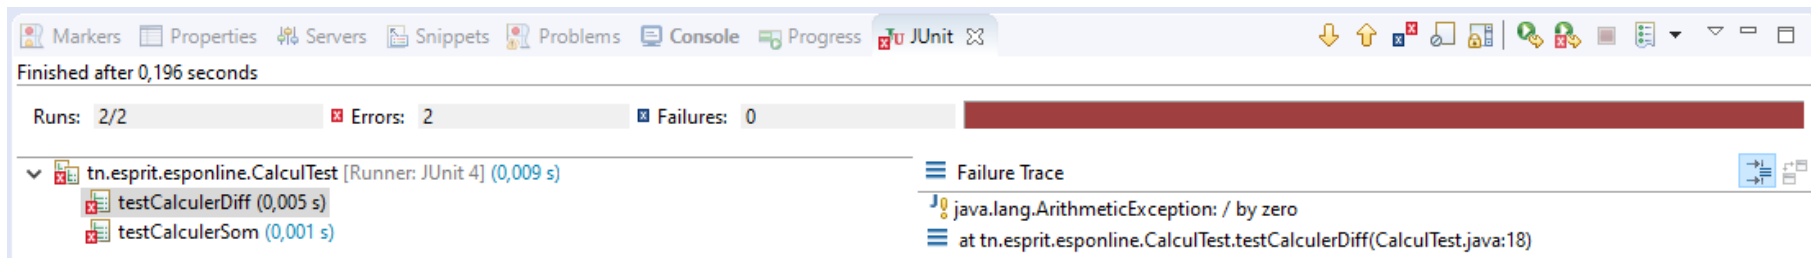 Markers Properties Servers Snippets Problems Console Progress JUnit
Finished after 0,196 seconds
Runs: 2/2 Errors: 2 Failures: 0
tn.esprit.esponline.CalculTest [Runner: JUnit 4] (0,009 s)
testCalculerDiff (0,005 s)
testCalculerSom (0,001 s)
Failure Trace
java.lang.ArithmeticException: / by zero
at tn.esprit.esponline.CalculTest.testCalculerDiff(CalculTest.java:18)